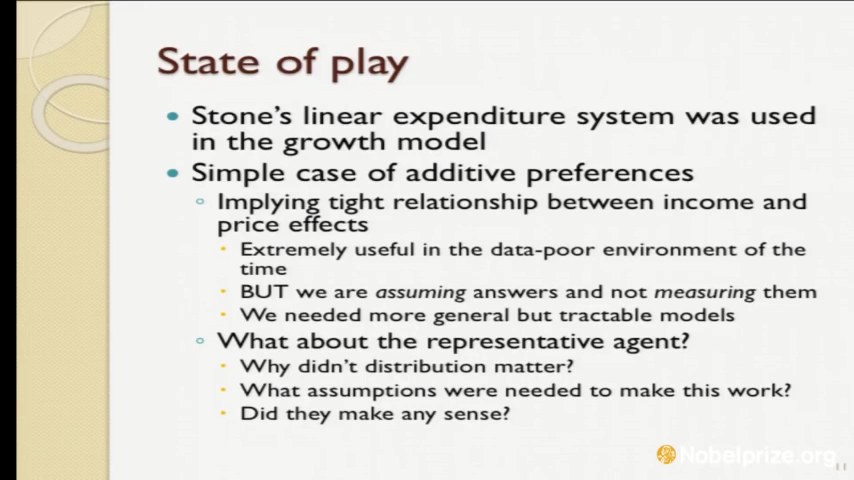 State of play
Stone's linear expenditure system was used
in the growth model
Simple case of additive preferences
Implying tight relationship between income and
price effects
Extremely useful in the data-poor environment of the
time
BUT we are assuming answers and not measuring them
We needed more general but tractable models
What about the representative agent?
Why didn't distribution matter?
What assumptions were needed to make this work?
Did they make any sense?
Nobelprize.org
11